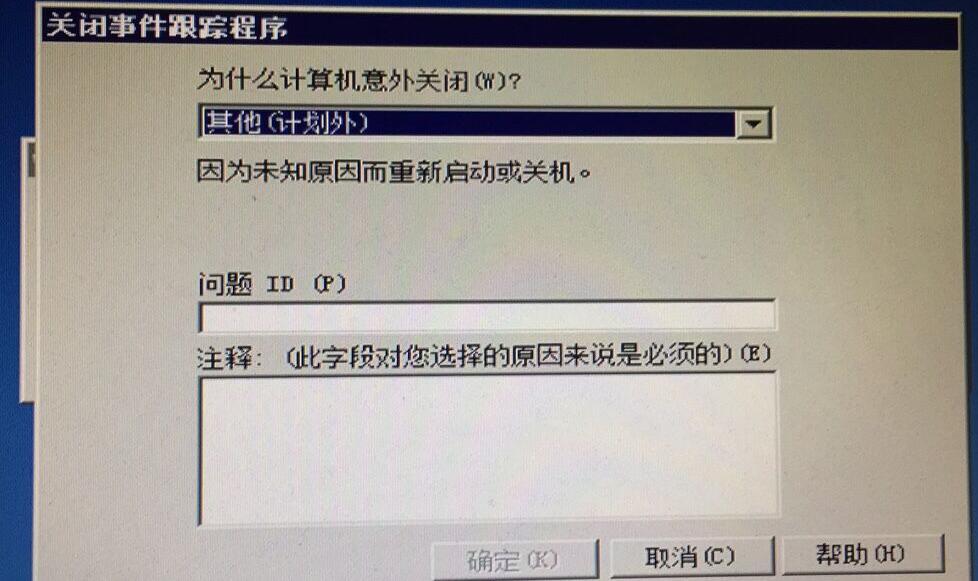 关闭事件跟踪程序
为什么计算机意外关闭(W)?
其他(计划外)
因为未知原因而重新启动或关机。
问题 ID (P)
注释: (此字段对您选择的原因来说是必须的)(E)
确定(K)
取消(C)
帮助(H)